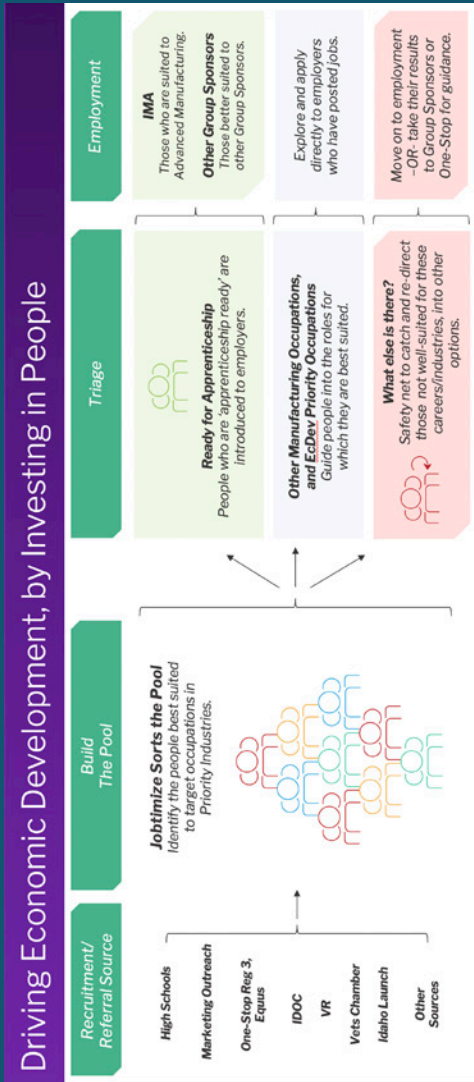 Driving Economic Development, by Investing in People
Recruitment/
Referral Source
Build
The Pool
Triage
Employment
High Schools
Marketing Outreach
One-Stop Reg 3,
Equus
IDOC
VR
Vets Chamber
Idaho Launch
Other
Sources
Jobtimize Sorts the Pool
Identify the people best suited
to target occupations in
Priority Industries.
Ready for Apprenticeship
People who are ‘apprenticeship ready’ are
introduced to employers.
Other Manufacturing Occupations,
and EcDev Priority Occupations
Guide people into the roles for
which they are best suited.
What else is there?
Safety net to catch and re-direct
those not well-suited for these
careers/industries, into other
options.
IMA
Those who are suited to
Advanced Manufacturing.
Other Group Sponsors
Those better suited to
other Group Sponsors.
Explore and apply
directly to employers
who have posted jobs.
Move on to employment
–OR- take their results
to Group Sponsors or
One-Stop for guidance.